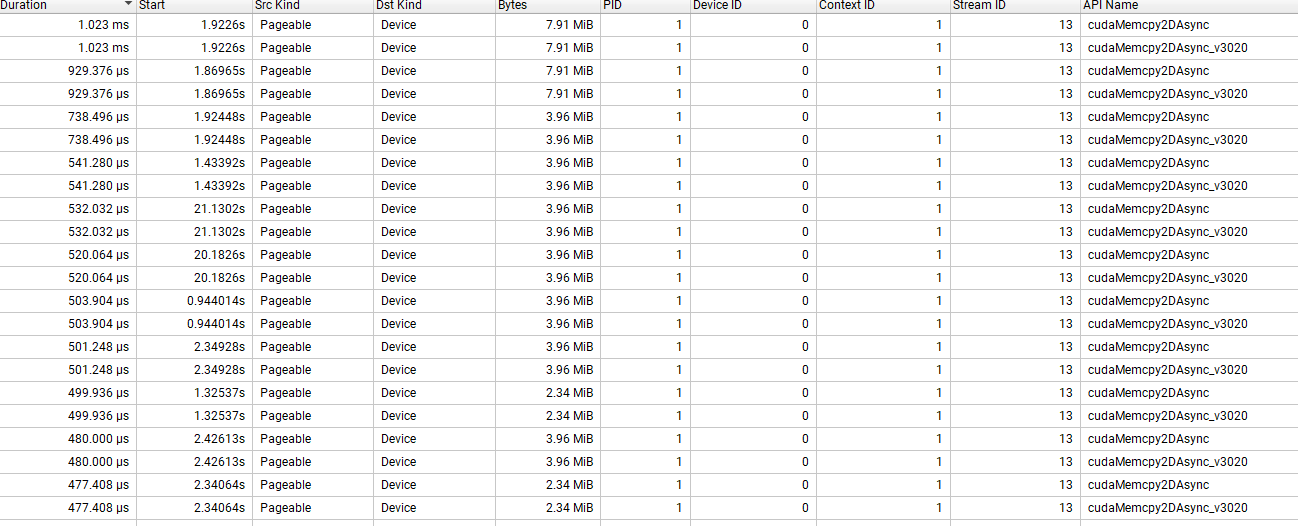 Duration Start Src Kind Dst Kind Bytes PID Device ID Context ID Stream ID API Name
1.023 ms 1.9226s Pageable Device 7.91 MiB 1 0 1 13 cudaMemcpy2DAsync
1.023 ms 1.9226s Pageable Device 7.91 MiB 1 0 1 13 cudaMemcpy2DAsync_v3020
929.376 μs 1.86965s Pageable Device 7.91 MiB 1 0 1 13 cudaMemcpy2DAsync
929.376 μs 1.86965s Pageable Device 7.91 MiB 1 0 1 13 cudaMemcpy2DAsync_v3020
738.496 μs 1.92448s Pageable Device 3.96 MiB 1 0 1 13 cudaMemcpy2DAsync
738.496 μs 1.92448s Pageable Device 3.96 MiB 1 0 1 13 cudaMemcpy2DAsync_v3020
541.280 μs 1.43392s Pageable Device 3.96 MiB 1 0 1 13 cudaMemcpy2DAsync
541.280 μs 1.43392s Pageable Device 3.96 MiB 1 0 1 13 cudaMemcpy2DAsync_v3020
532.032 μs 21.1302s Pageable Device 3.96 MiB 1 0 1 13 cudaMemcpy2DAsync
532.032 μs 21.1302s Pageable Device 3.96 MiB 1 0 1 13 cudaMemcpy2DAsync_v3020
520.064 μs 20.1826s Pageable Device 3.96 MiB 1 0 1 13 cudaMemcpy2DAsync
520.064 μs 20.1826s Pageable Device 3.96 MiB 1 0 1 13 cudaMemcpy2DAsync_v3020
503.904 μs 0.944014s Pageable Device 3.96 MiB 1 0 1 13 cudaMemcpy2DAsync
503.904 μs 0.944014s Pageable Device 3.96 MiB 1 0 1 13 cudaMemcpy2DAsync_v3020
501.248 μs 2.34928s Pageable Device 3.96 MiB 1 0 1 13 cudaMemcpy2DAsync
501.248 μs 2.34928s Pageable Device 3.96 MiB 1 0 1 13 cudaMemcpy2DAsync_v3020
499.936 μs 1.32537s Pageable Device 2.34 MiB 1 0 1 13 cudaMemcpy2DAsync
499.936 μs 1.32537s Pageable Device 2.34 MiB 1 0 1 13 cudaMemcpy2DAsync_v3020
480.000 μs 2.42613s Pageable Device 3.96 MiB 1 0 1 13 cudaMemcpy2DAsync
480.000 μs 2.42613s Pageable Device 3.96 MiB 1 0 1 13 cudaMemcpy2DAsync_v3020
477.408 μs 2.34064s Pageable Device 2.34 MiB 1 0 1 13 cudaMemcpy2DAsync
477.408 μs 2.34064s Pageable Device 2.34 MiB 1 0 1 13 cudaMemcpy2DAsync_v3020